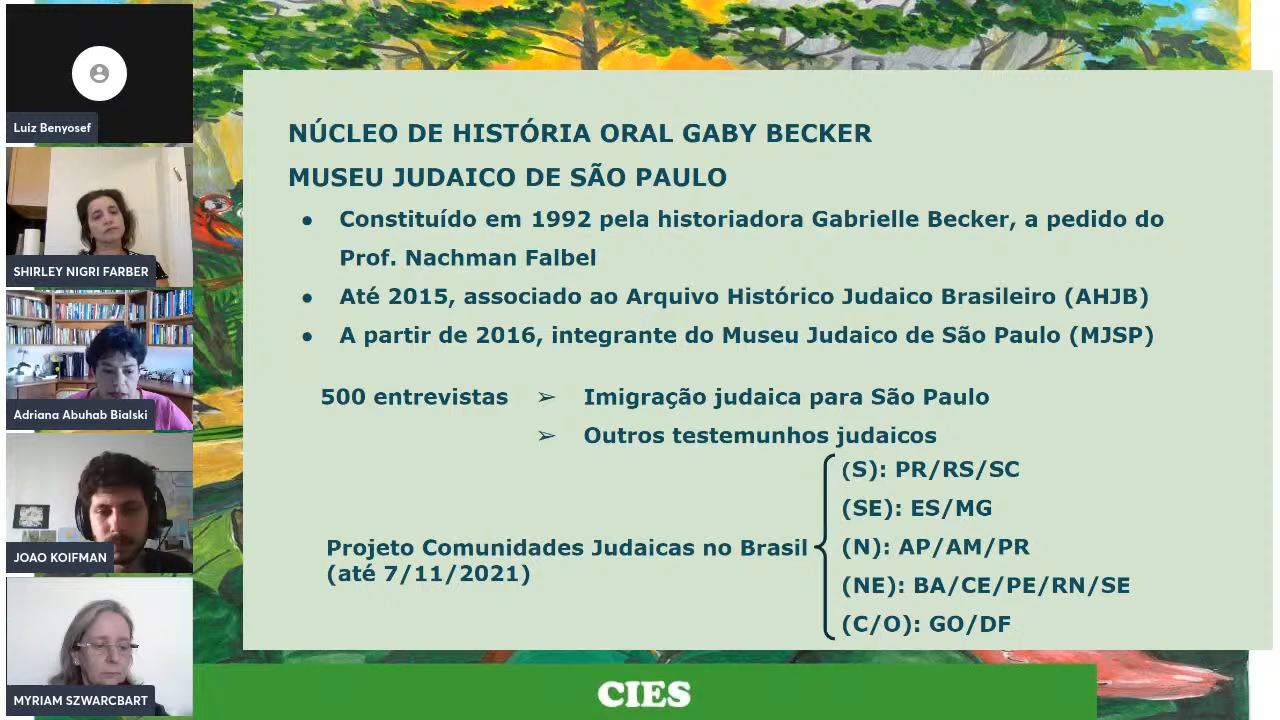 Luiz Benyosef
SHIRLEY NIGRI FARBER
Adriana Abuhab Bialski
JOAO KOIFMAN
MYRIAM SZWARCBART
NÚCLEO DE HISTÓRIA ORAL GABY BECKER
MUSEU JUDAICO DE SÃO PAULO
● Constituído em 1992 pela historiadora Gabrielle Becker, a pedido do
Prof. Nachman Falbel
● Até 2015, associado ao Arquivo Histórico Judaico Brasileiro (AHJB)
● A partir de 2016, integrante do Museu Judaico de São Paulo (MJSP)
500 entrevistas ➢ Imigração judaica para São Paulo
➢ Outros testemunhos judaicos
Projeto Comunidades Judaicas no Brasil
(até 7/11/2021)
(S): PR/RS/SC
(SE): ES/MG
(N): AP/AM/PR
(NE): BA/CE/PE/RN/SE
(C/O): GO/DF
CIES